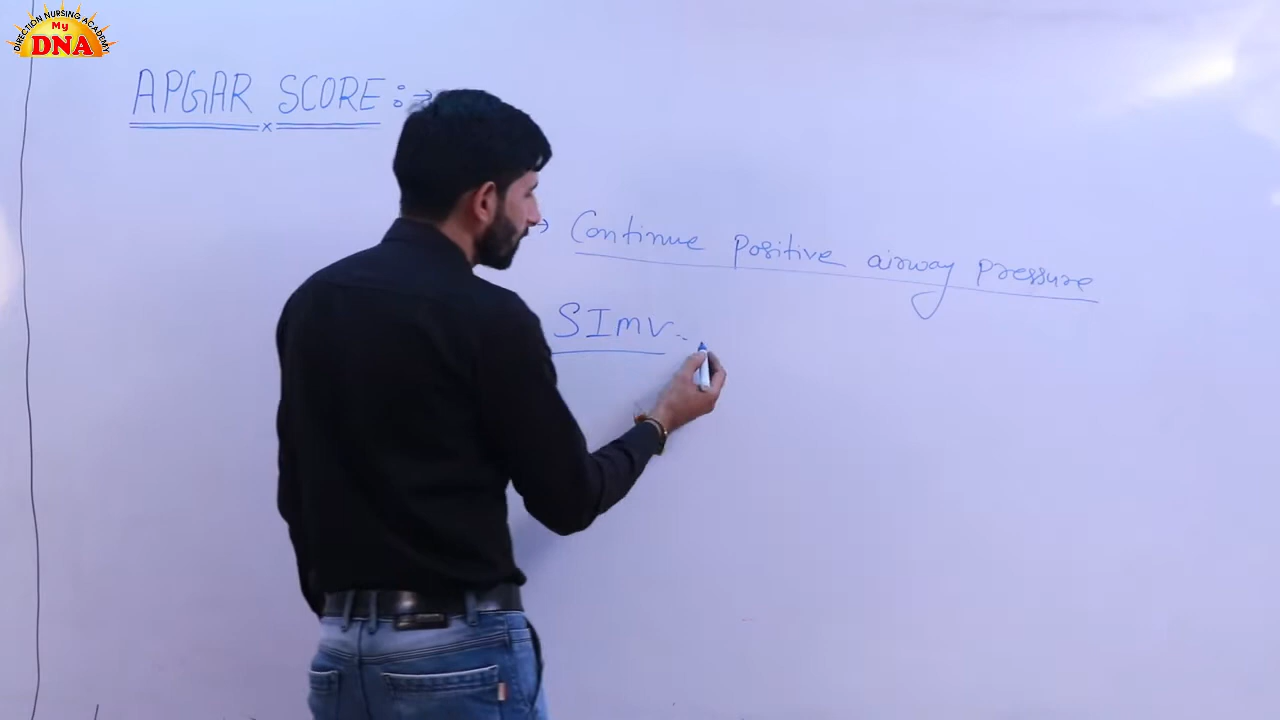 DIRECTION NURSING ACADEMY
My
DNA
APGAR SCORE :→
→ Continue Positive airway Pressure
SImV